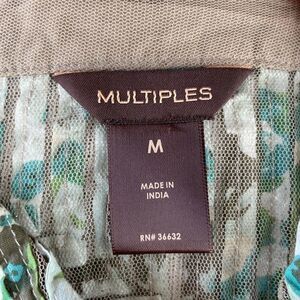 MULTIPLES
M
MADE IN
INDIA
RN# 36632